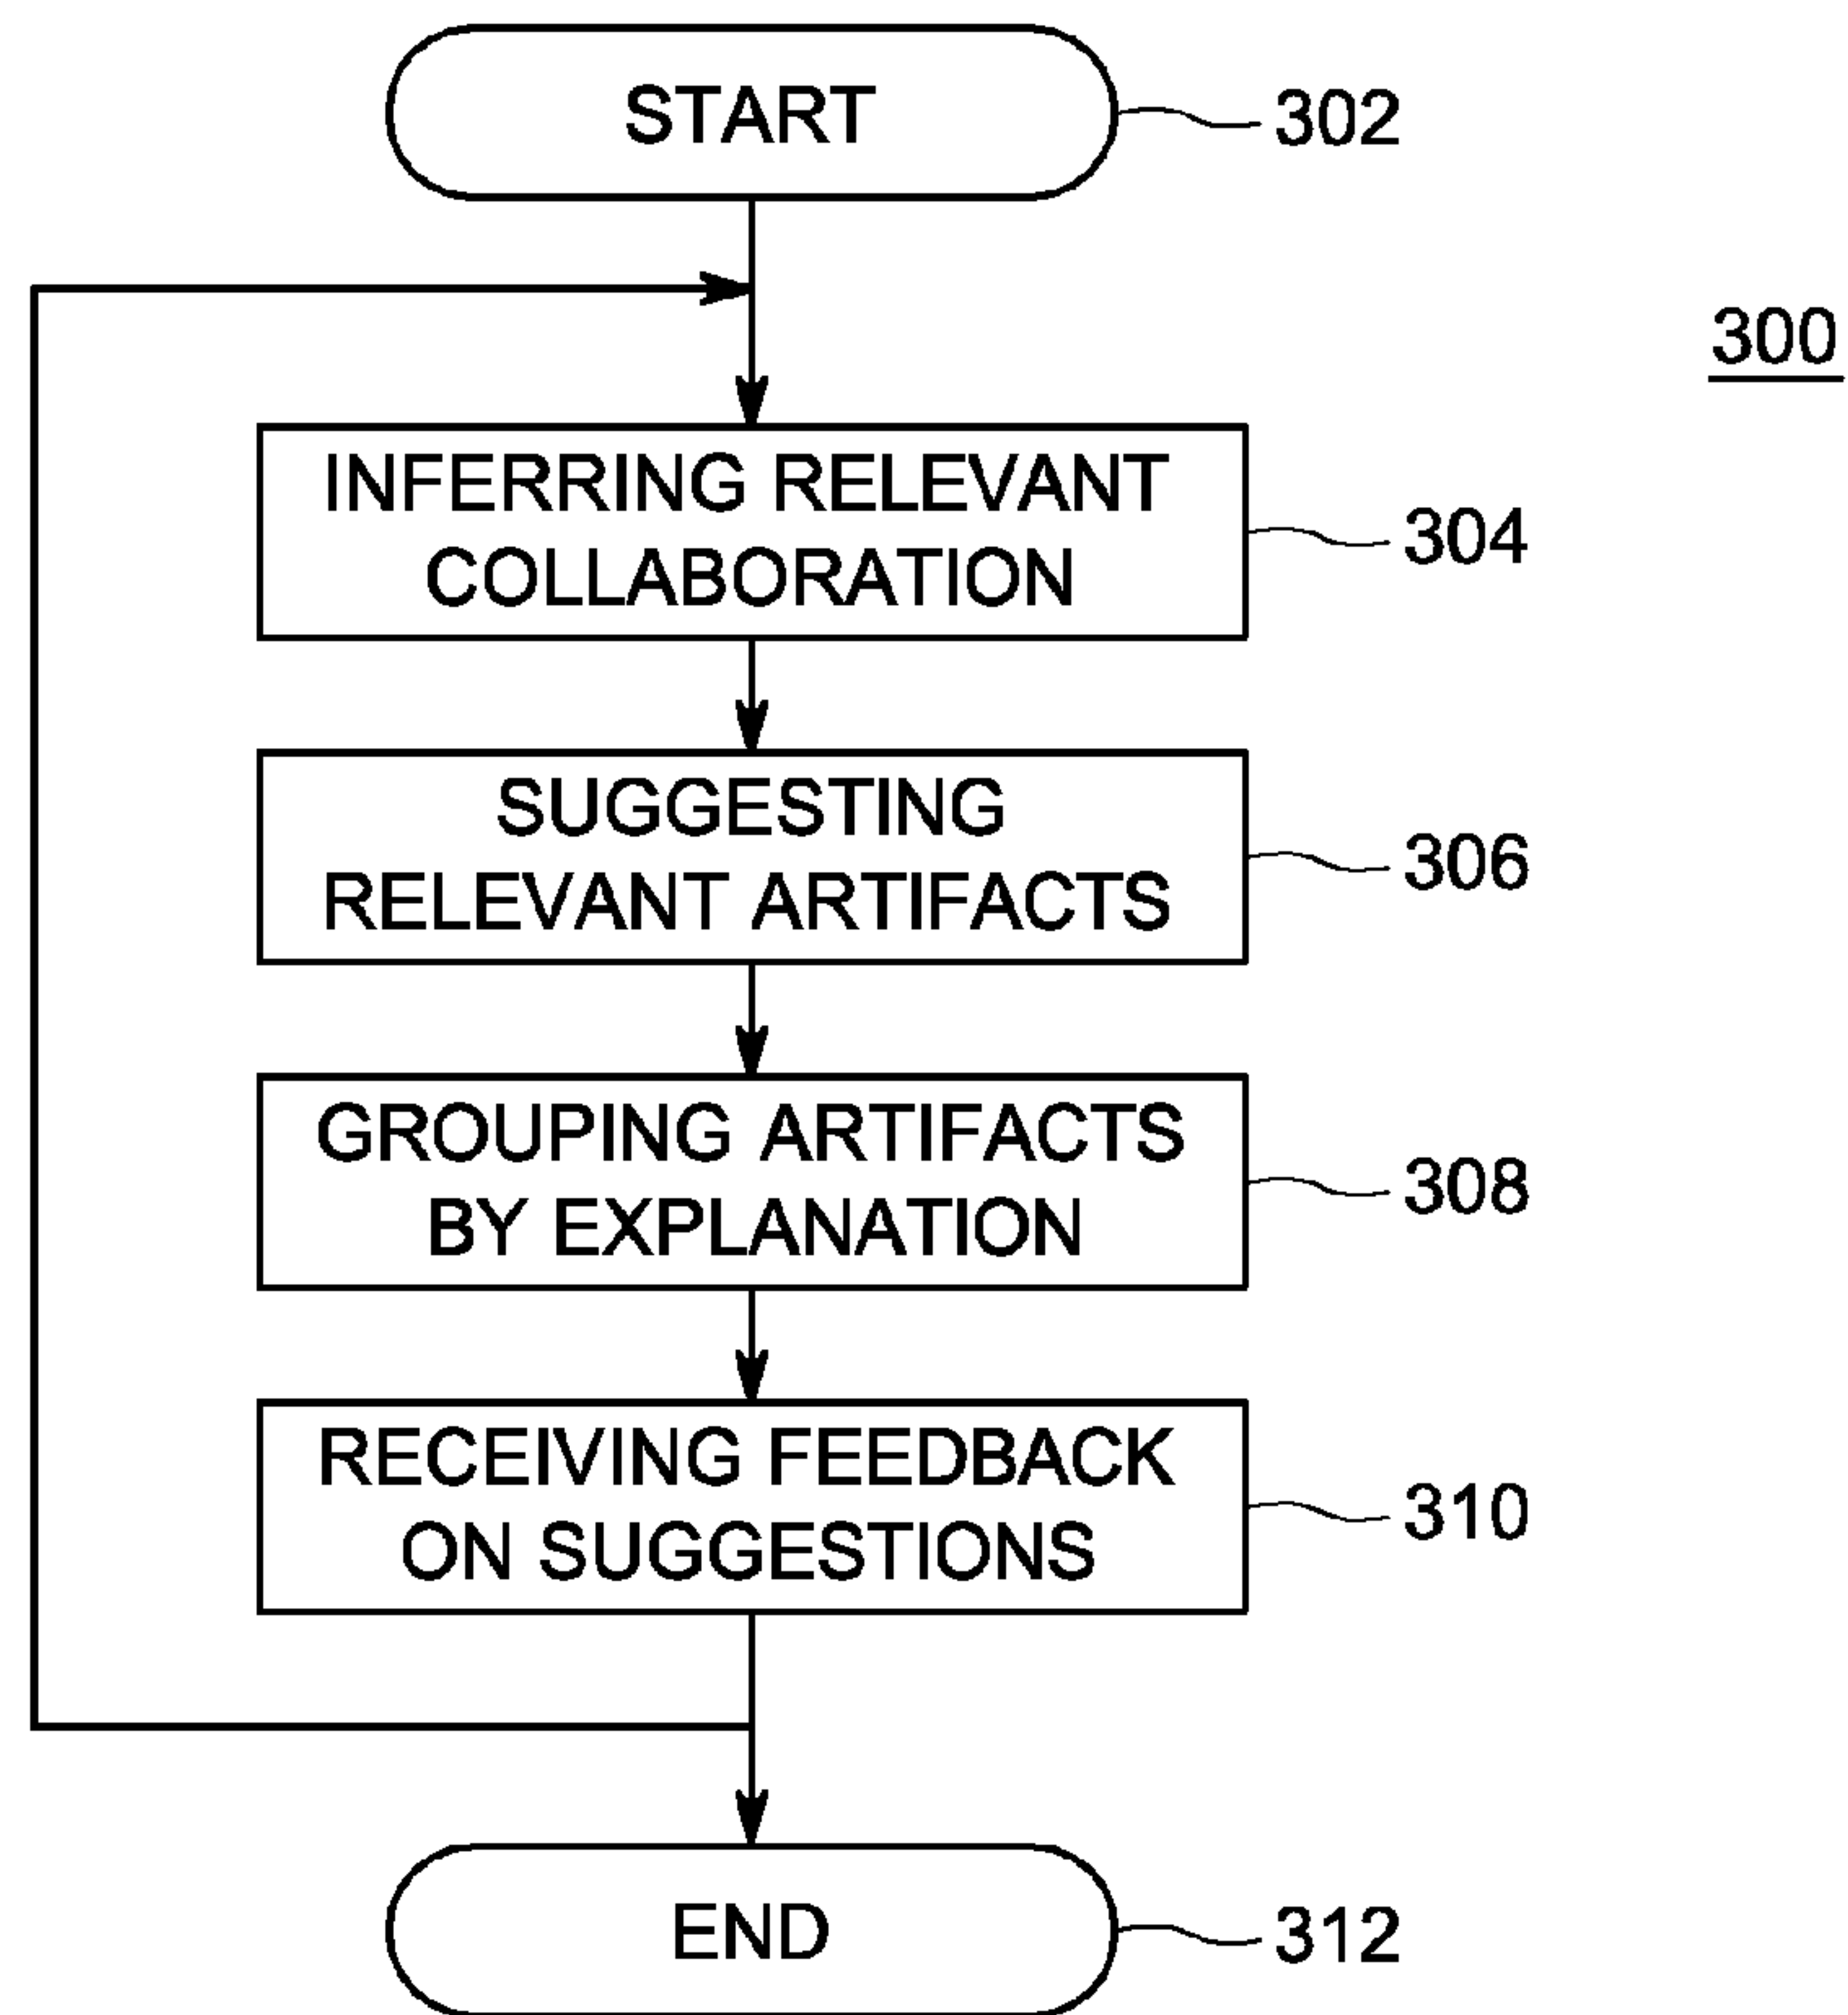 START
302
300
INFERRING RELEVANT
COLLABORATION
304
SUGGESTING
RELEVANT ARTIFACTS
306
GROUPING ARTIFACTS
BY EXPLANATION
308
RECEIVING FEEDBACK
ON SUGGESTIONS
310
END
312